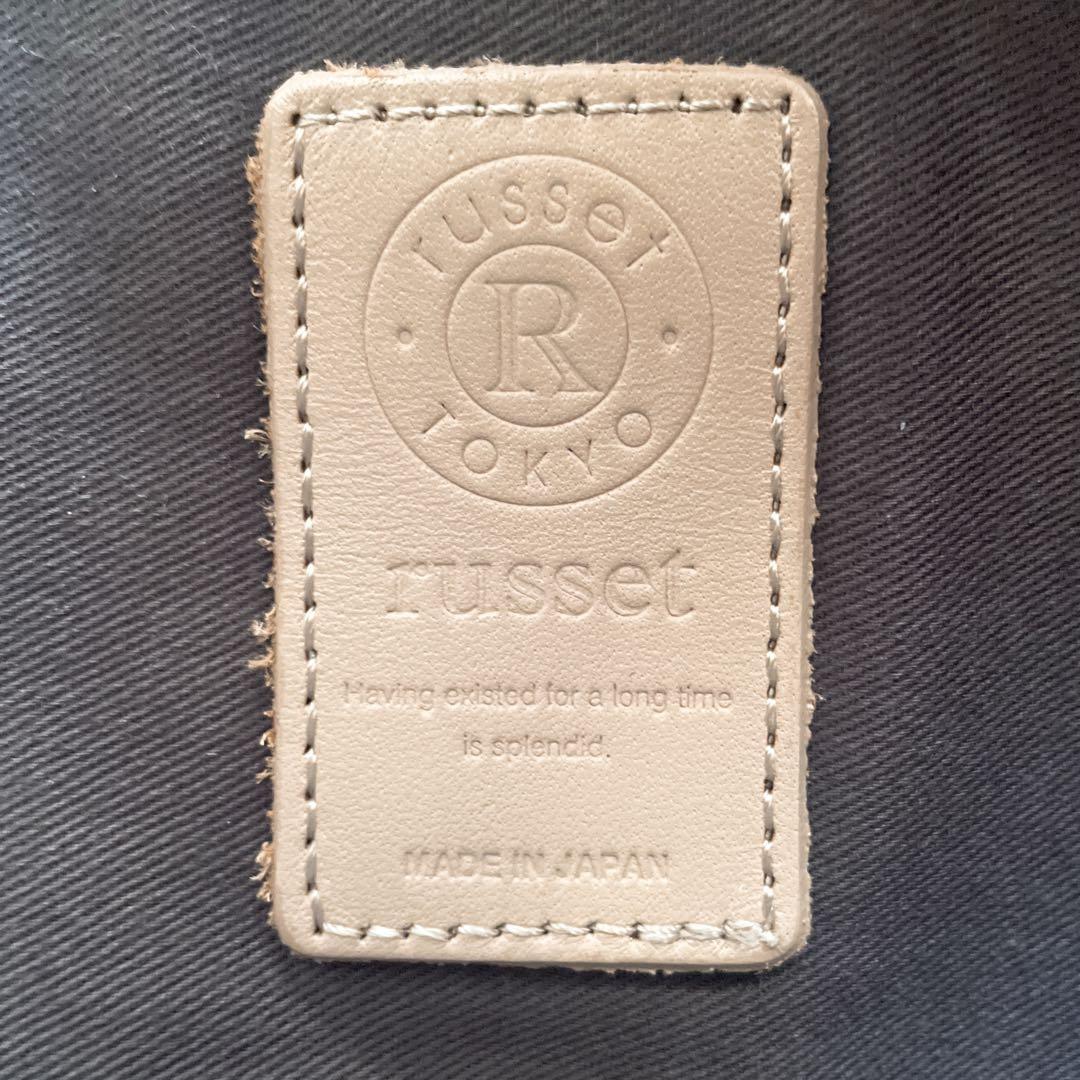 russet
R
TOKYO
russet
Having existed for a long time
is splendid.
MADE IN JAPAN